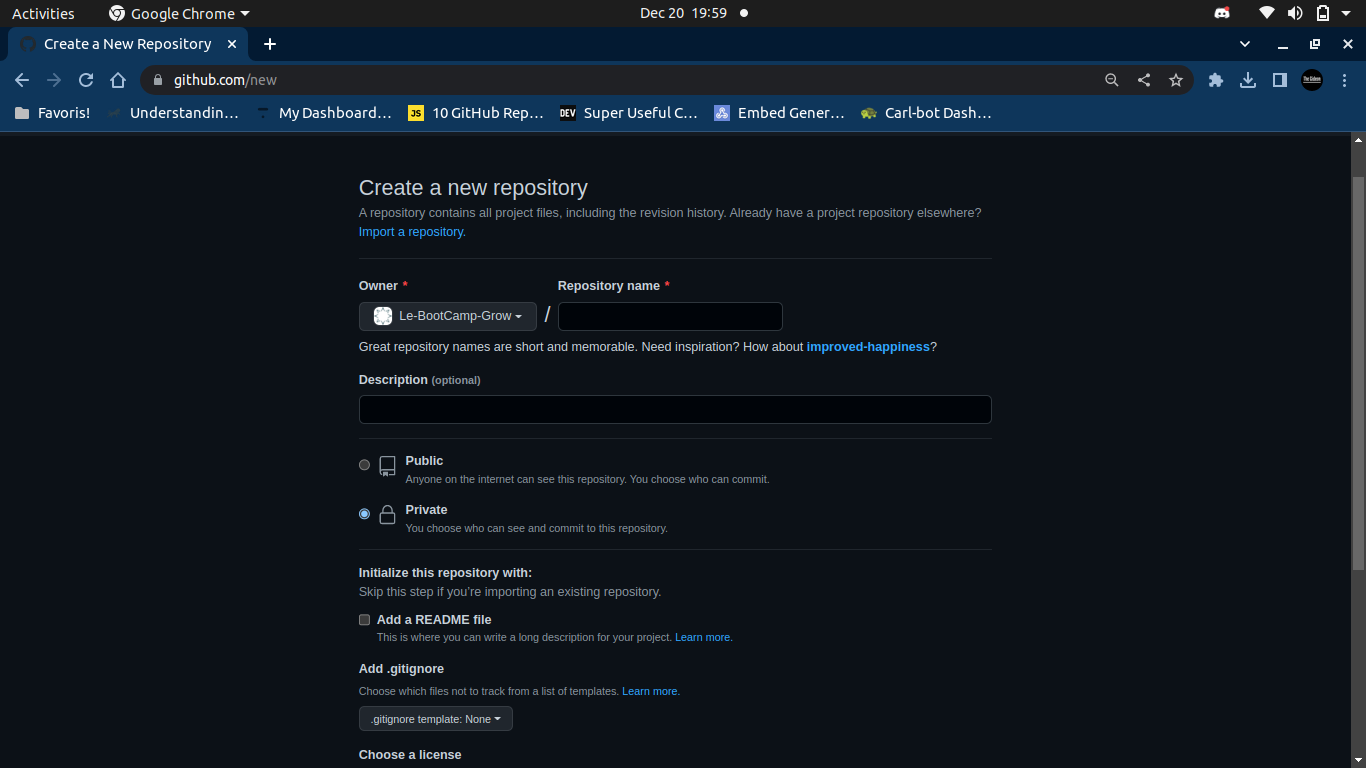 Activities Google Chrome Dec 20 19:59
Create a New Repository
github.com/new
Favoris! Understandin… My Dashboard… JS 10 GitHub Rep… DEV Super Useful C… Embed Gener… Carl-bot Dash…
Create a new repository
A repository contains all project files, including the revision history. Already have a project repository elsewhere?
Import a repository.
Owner * Repository name *
Le-BootCamp-Grow /
Great repository names are short and memorable. Need inspiration? How about improved-happiness?
Description (optional)
Public
Anyone on the internet can see this repository. You choose who can commit.
Private
You choose who can see and commit to this repository.
Initialize this repository with:
Skip this step if you're importing an existing repository.
Add a README file
This is where you can write a long description for your project. Learn more.
Add .gitignore
Choose which files not to track from a list of templates. Learn more.
.gitignore template: None
Choose a license